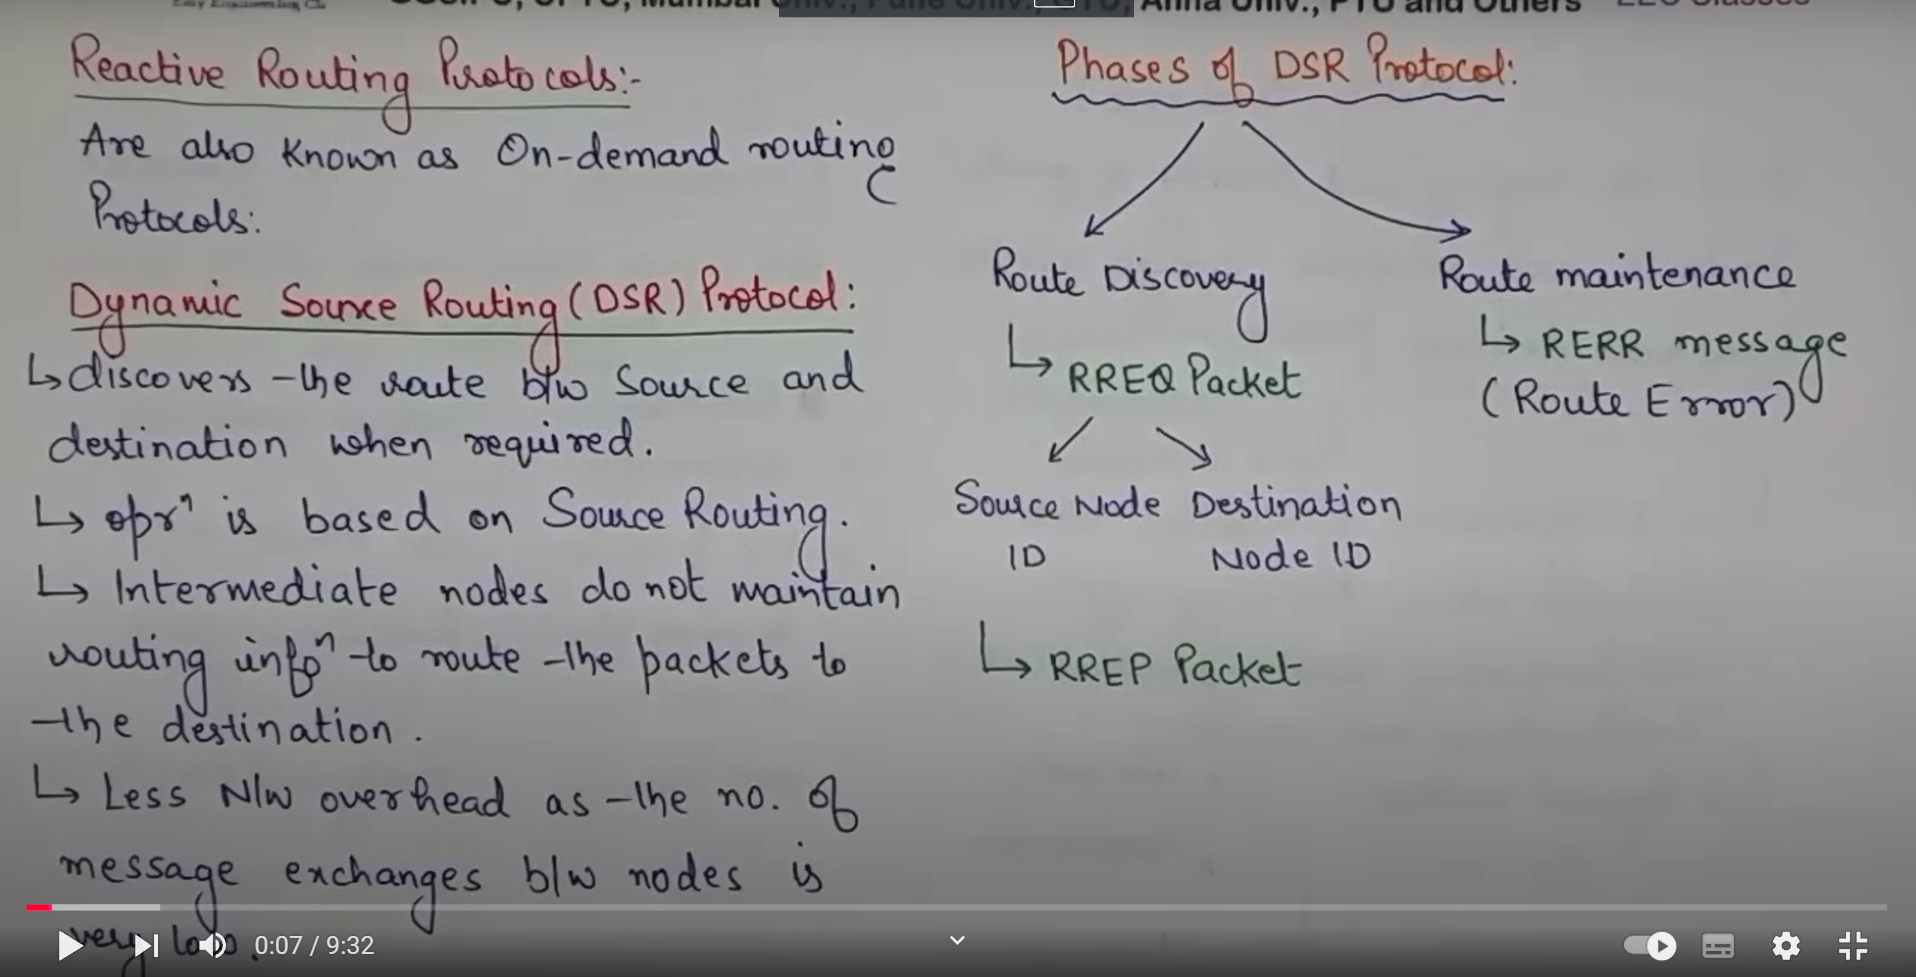 Reactive Routing Protocols:-
Are also known as On-demand routing
Protocols:
Dynamic Source Routing (DSR) Protocol:
↳ discovers the route b/w Source and
destination when required.
↳ oprⁿ is based on Source Routing.
↳ Intermediate nodes do not maintain
routing infoⁿ to route the packets to
the destination.
↳ Less N/w overhead as the no. of
message exchanges b/w nodes is
very low.
Phases of DSR Protocol:
Route Discovery
↳ RREQ Packet
Source Node ID
Destination Node ID
↳ RREP Packet
Route maintenance
↳ RERR message
(Route Error)
0:07 / 9:32